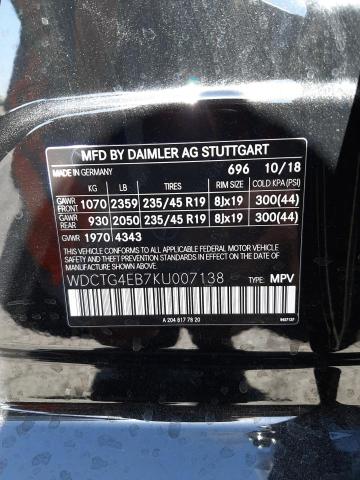 MFD BY DAIMLER AG STUTTGART
MADE IN GERMANY 696 10/18
KG LB TIRES RIM SIZE COLD KPA(PSI)
GAWR FRONT 1070 2359 235/45 R19 8Jx19 300(44)
GAWR REAR 930 2050 235/45 R19 8Jx19 300(44)
GVWR 1970 4343
THIS VEHICLE CONFORMS TO ALL APPLICABLE
FEDERAL MOTOR VEHICLE SAFETY, BUMPER, AND
THEFT PREVENTION STANDARDS IN EFFECT ON THE
DATE OF MANUFACTURE SHOWN ABOVE.
WDCTG4EB7KU007138 TYPE: MPV
A 204 817 78 20